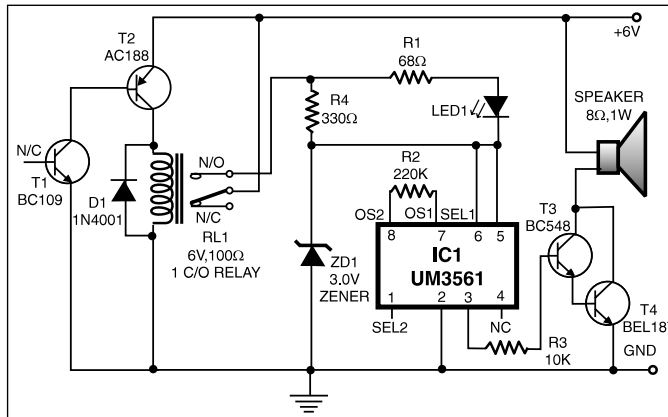 T2
AC188
+6V
R1
68Ω
R4
330Ω
LED1
SPEAKER
8Ω,1W
N/C
T1
BC109
D1
1N4001
N/O
N/C
RL1
6V,100Ω
1 C/O RELAY
R2
220K
OS2
OS1
SEL1
8
7
6
5
IC1
UM3561
1
2
3
4
SEL2
NC
ZD1
3.0V
ZENER
T3
BC548
T4
BEL187
R3
10K
GND